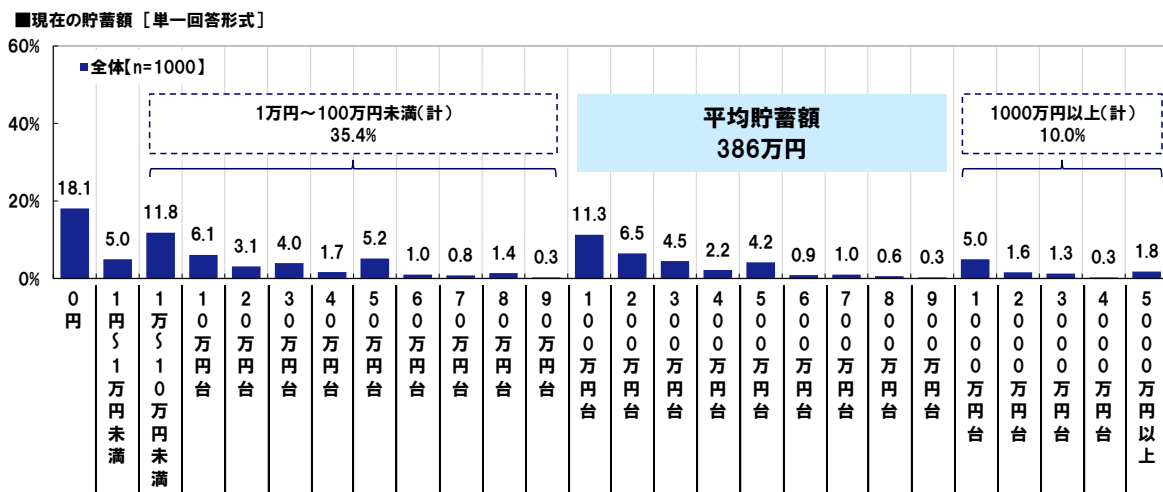 ■現在の貯蓄額 [単一回答形式]
60%
40%
20%
0%
■全体【n=1000】
1万円～100万円未満(計)
35.4%
平均貯蓄額
386万円
1000万円以上(計)
10.0%
18.1
5.0
11.8
6.1
3.1
4.0
1.7
5.2
1.0
0.8
1.4
0.3
11.3
6.5
4.5
2.2
4.2
0.9
1.0
0.6
0.3
5.0
1.6
1.3
0.3
1.8
0円
1円～1万円未満
1万～10万円未満
10万円台
20万円台
30万円台
40万円台
50万円台
60万円台
70万円台
80万円台
90万円台
100万円台
200万円台
300万円台
400万円台
500万円台
600万円台
700万円台
800万円台
900万円台
1000万円台
2000万円台
3000万円台
4000万円台
5000万円以上